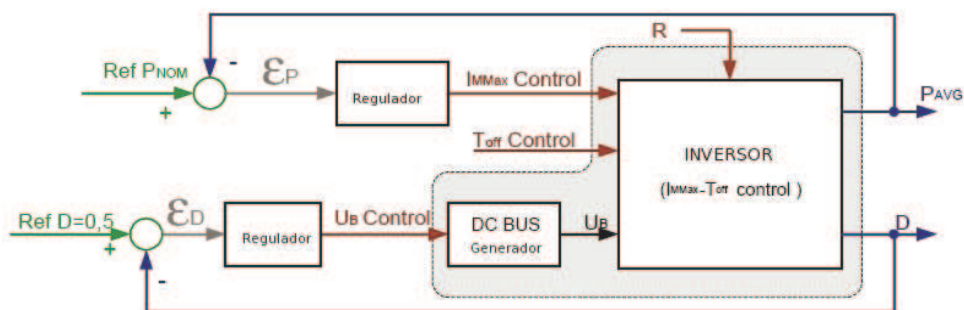 R
Ref PNOM
-
εP
+
Regulador
IMMax Control
PAVG
Toff Control
INVERSOR
(IMMax-Toff control )
Ref D=0,5
εD
+
Regulador
UB Control
DC BUS
Generador
UB
D
-